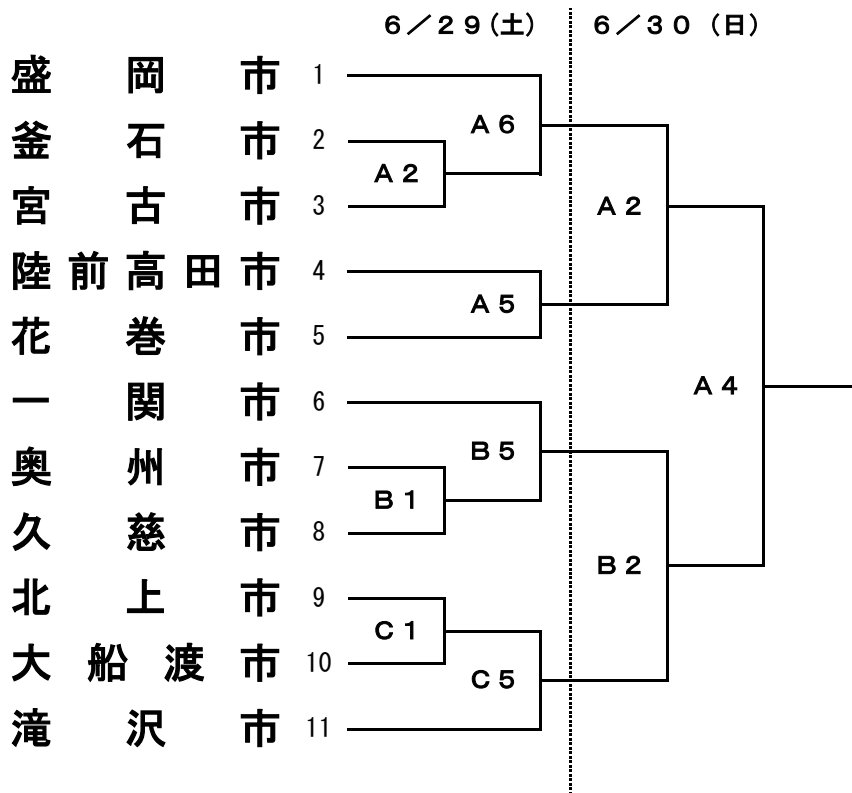 ６／２９（土） ６／３０（日）
盛岡市 1
A６
釜石市 2
A２
宮古市 3
A２
陸前高田市 4
A５
花巻市 5
A４
一関市 6
B５
奥州市 7
B１
久慈市 8
B２
北上市 9
C１
大船渡市 10
C５
滝沢市 11